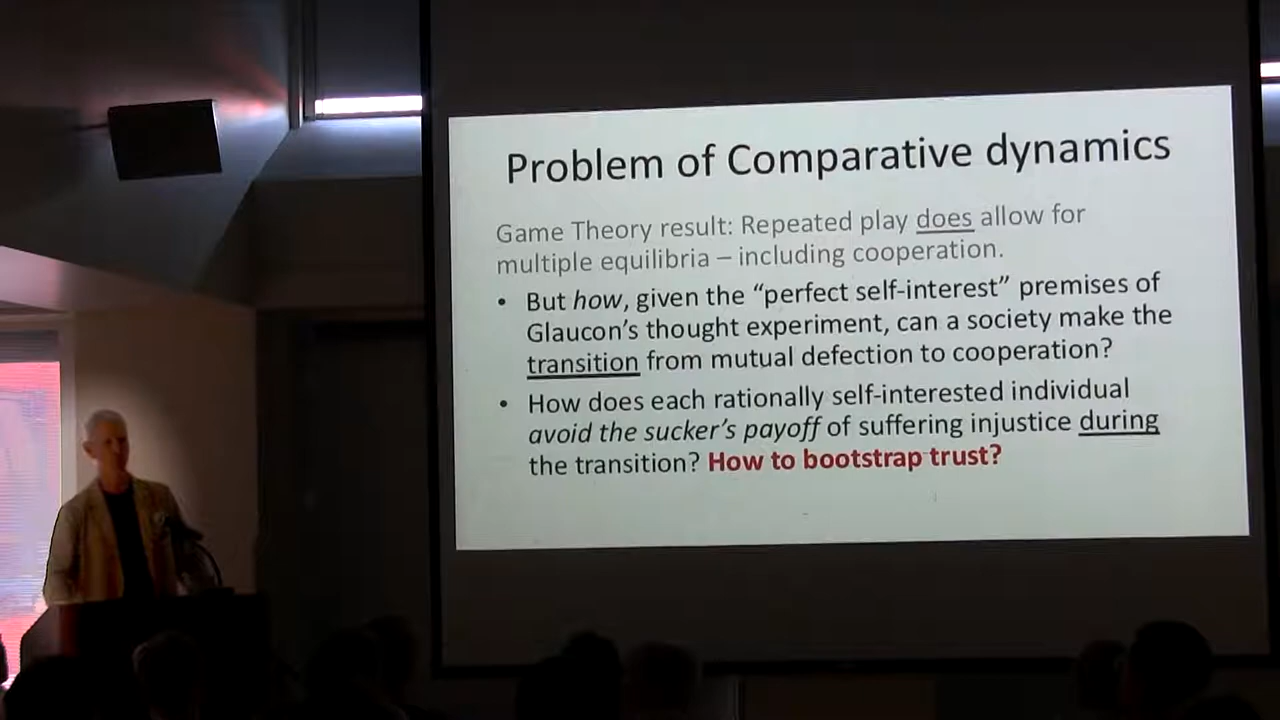 Problem of Comparative dynamics
Game Theory result: Repeated play does allow for
multiple equilibria – including cooperation.
• But how, given the “perfect self-interest” premises of
Glaucon’s thought experiment, can a society make the
transition from mutual defection to cooperation?
• How does each rationally self-interested individual
avoid the sucker’s payoff of suffering injustice during
the transition? How to bootstrap trust?